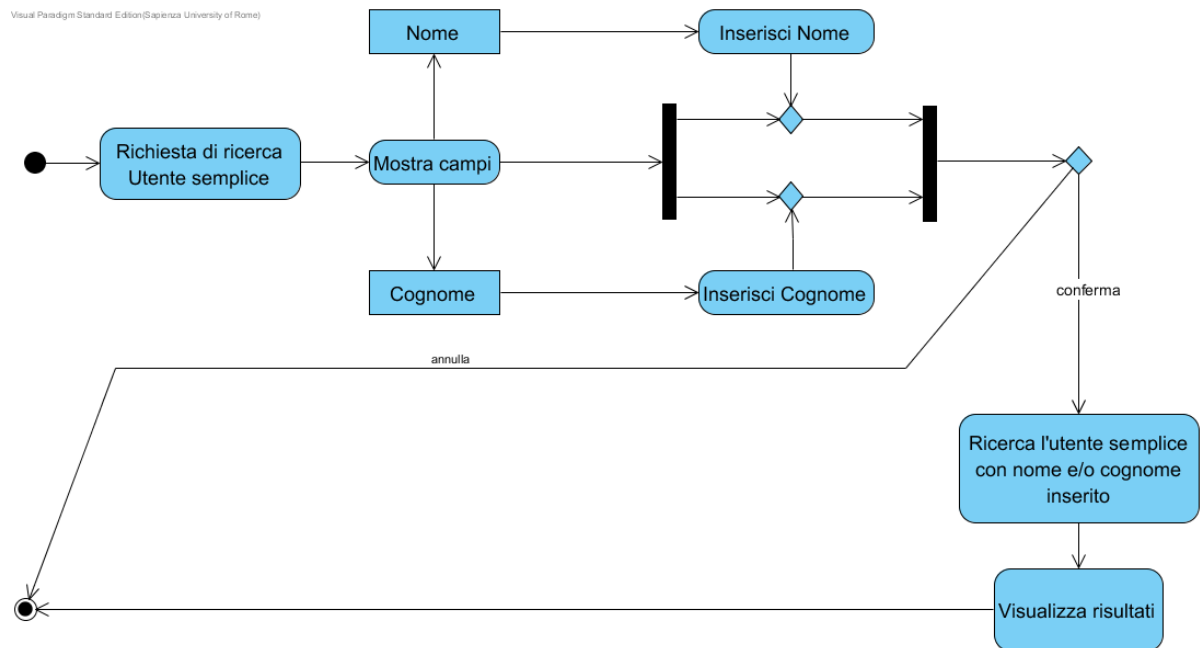 Visual Paradigm Standard Edition(Sapienza University of Rome)
Nome
Inserisci Nome
Richiesta di ricerca
Utente semplice
Mostra campi
Cognome
Inserisci Cognome
conferma
annulla
Ricerca l'utente semplice
con nome e/o cognome
inserito
Visualizza risultati